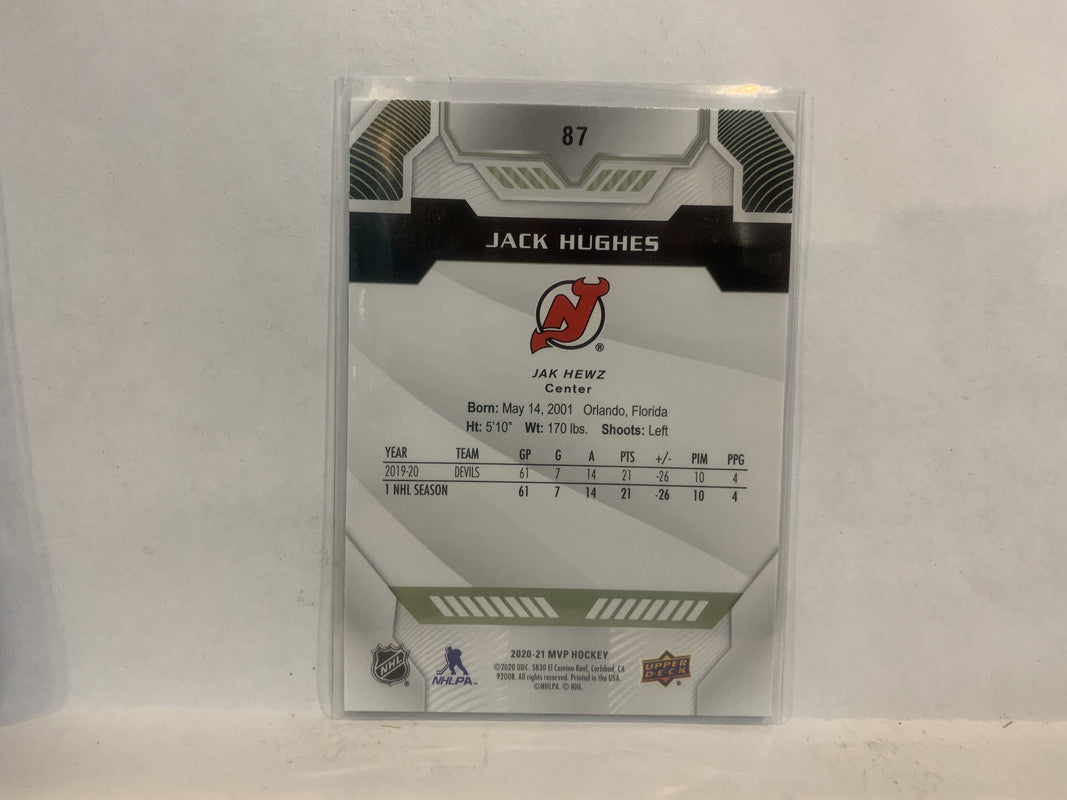 87
JACK HUGHES
®
JAK HEWZ
Center
Born: May 14, 2001 Orlando, Florida
Ht: 5'10" Wt: 170 lbs. Shoots: Left
YEAR TEAM GP G A PTS +/- PIM PPG
2019-20 DEVILS 61 7 14 21 -26 10 4
1 NHL SEASON 61 7 14 21 -26 10 4
2020-21 MVP HOCKEY
©2020 UDC. 5830 El Camino Real, Carlsbad, CA
92008. All rights reserved. Printed in the USA.
©NHLPA. © NHL.
NHL ®
NHLPA™
UPPER
DECK ®